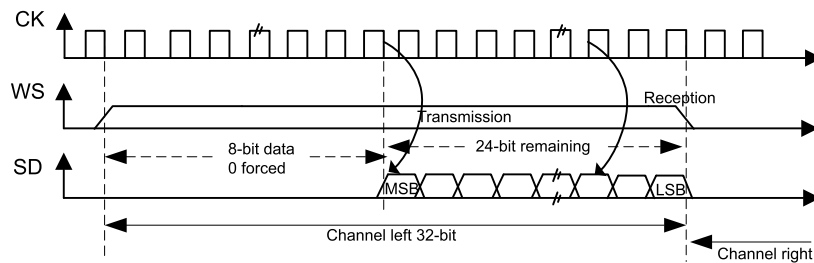 CK
WS
Reception
Transmission
8-bit data
0 forced
24-bit remaining
SD
MSB
LSB
Channel left 32-bit
Channel right